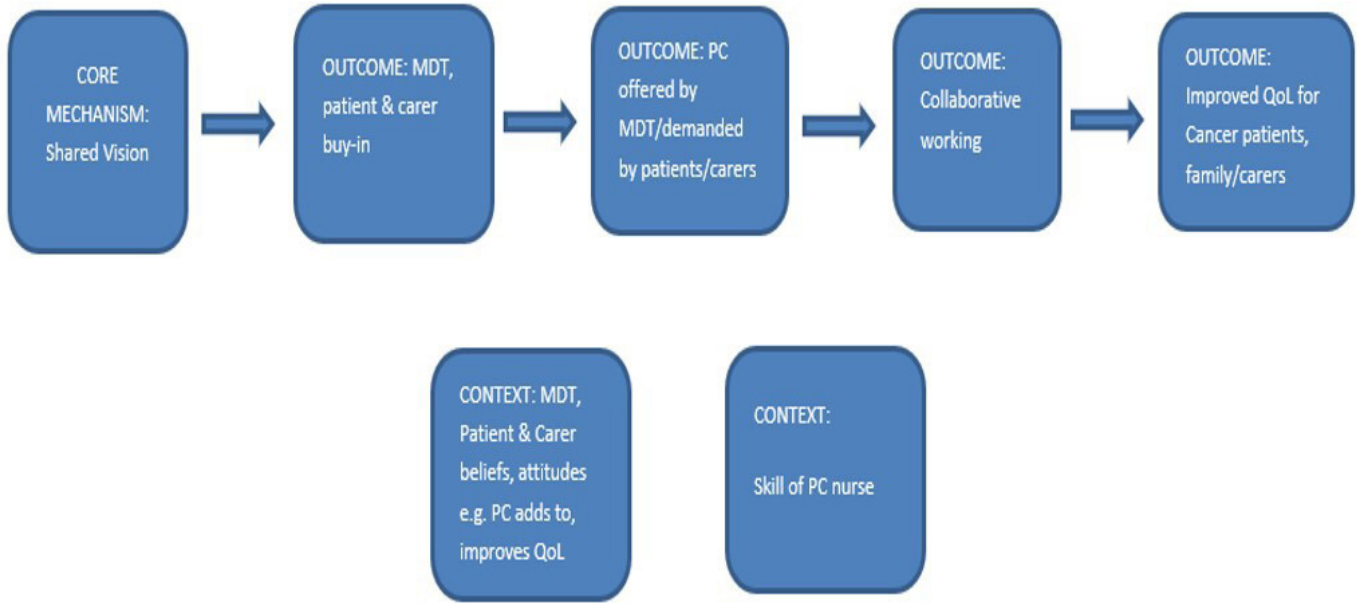 CORE
MECHANISM:
Shared Vision
OUTCOME: MDT,
patient & carer
buy-in
OUTCOME: PC
offered by
MDT/demanded
by patients/carers
OUTCOME:
Collaborative
working
OUTCOME:
Improved QoL for
Cancer patients,
family/carers
CONTEXT: MDT,
Patient & Carer
beliefs, attitudes
e.g. PC adds to,
improves QoL
CONTEXT:
Skill of PC nurse